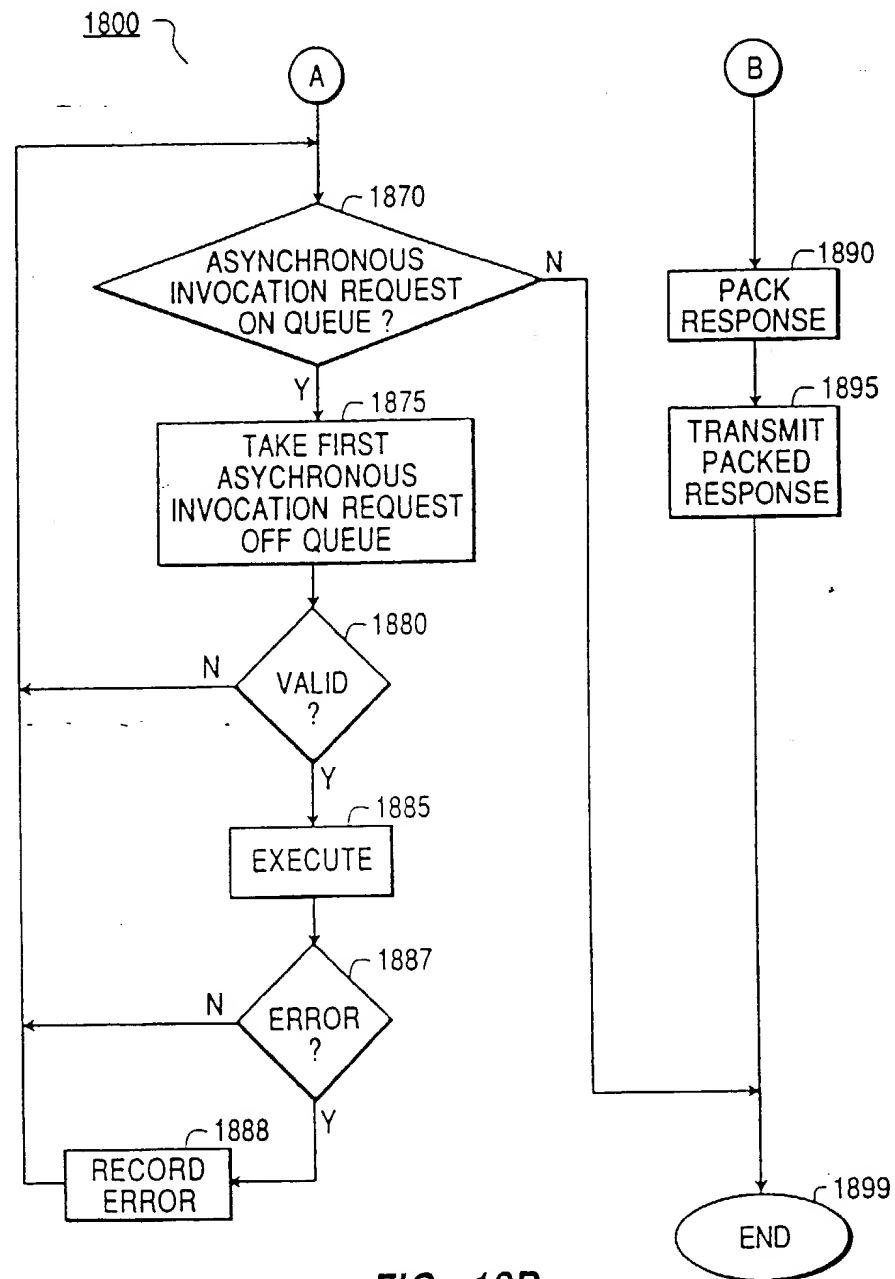 1800
A
B
1870
ASYNCHRONOUS
INVOCATION REQUEST
ON QUEUE ?
N
Y
1875
TAKE FIRST
ASYCHRONOUS
INVOCATION REQUEST
OFF QUEUE
1880
VALID
?
N
Y
1885
EXECUTE
1887
ERROR
?
N
Y
1888
RECORD
ERROR
1890
PACK
RESPONSE
1895
TRANSMIT
PACKED
RESPONSE
1899
END